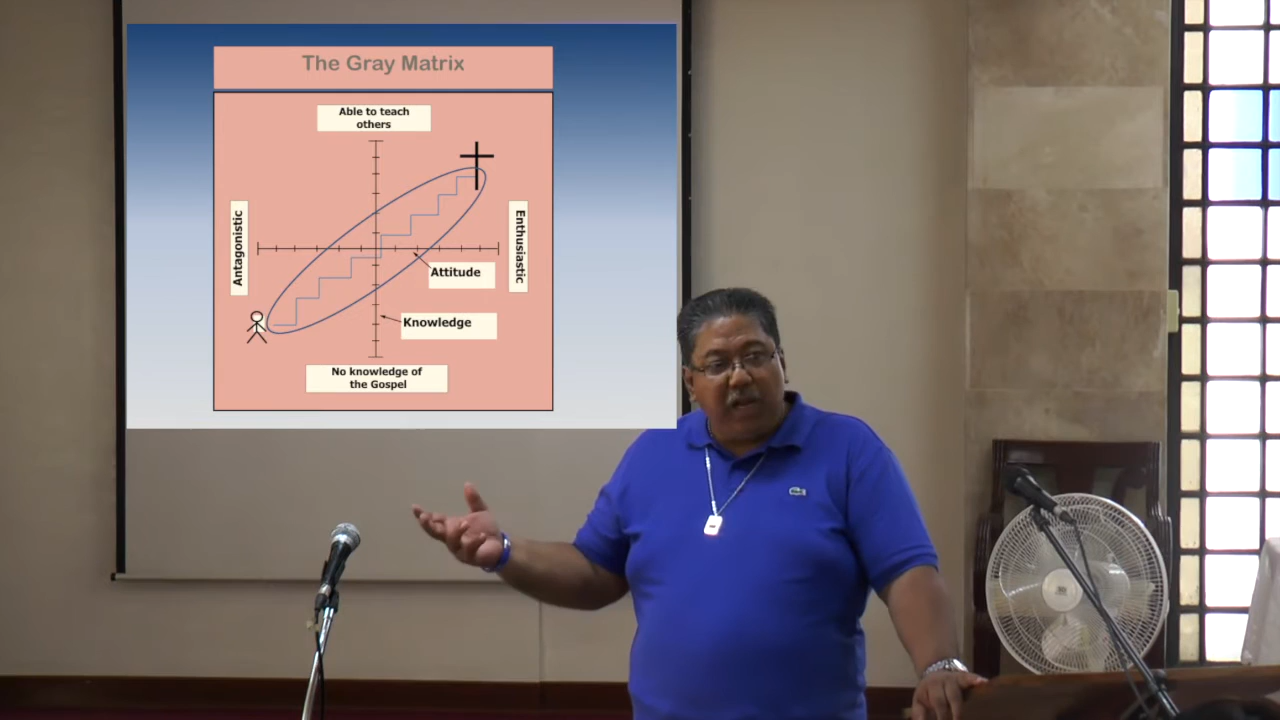 The Gray Matrix
Able to teach
others
Antagonistic
Enthusiastic
Attitude
Knowledge
No knowledge of
the Gospel